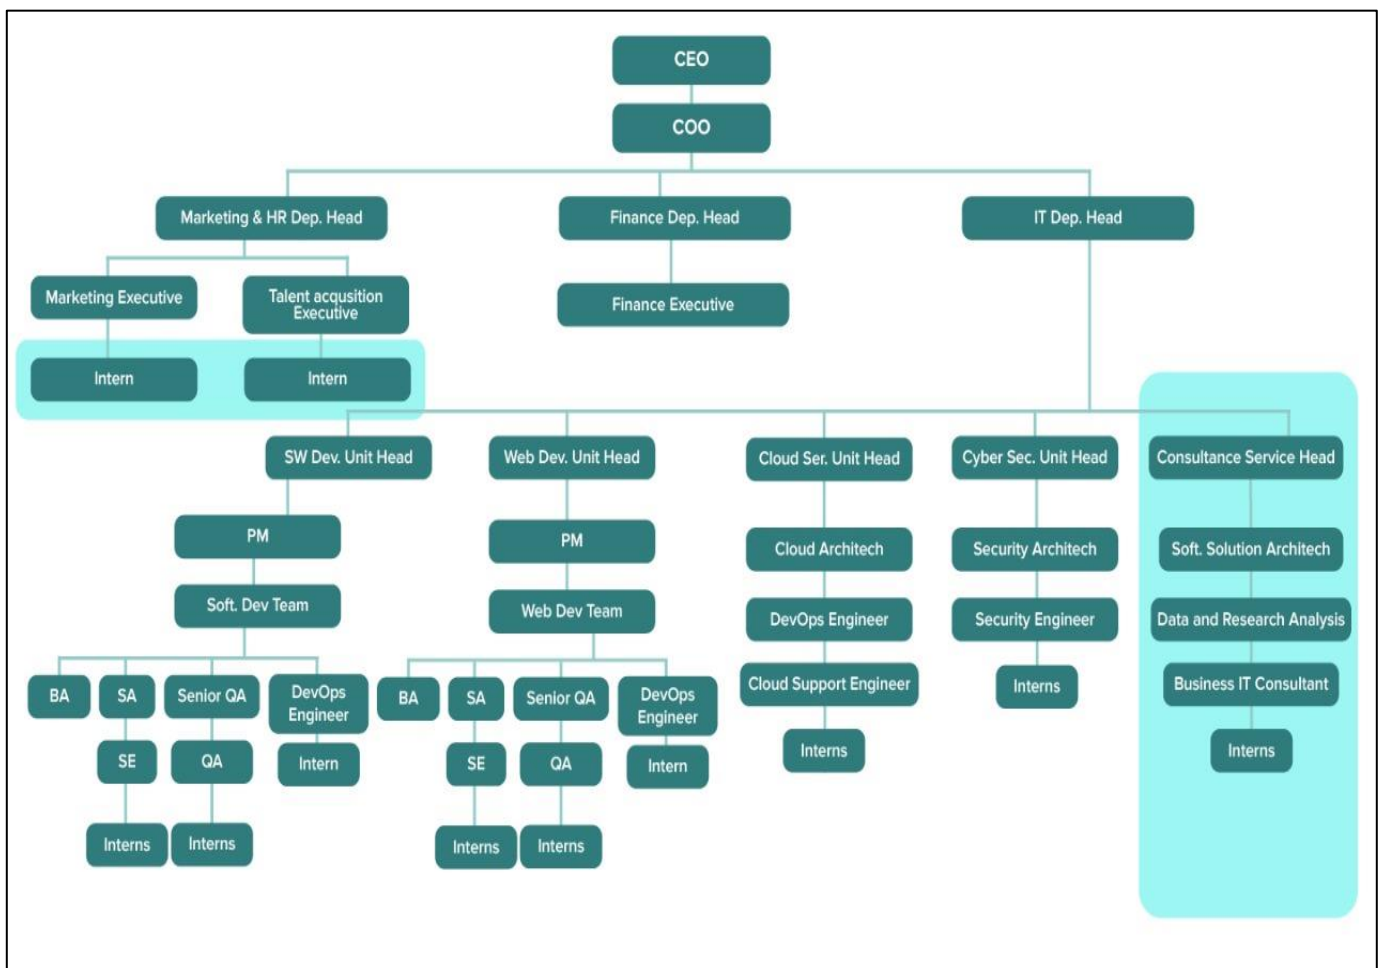 CEO
COO
Marketing & HR Dep. Head
Finance Dep. Head
IT Dep. Head
Marketing Executive
Talent acqusition
Executive
Finance Executive
Intern
Intern
SW Dev. Unit Head
Web Dev. Unit Head
Cloud Ser. Unit Head
Cyber Sec. Unit Head
Consultance Service Head
PM
PM
Cloud Architech
Security Architech
Soft. Solution Architech
Soft. Dev Team
Web Dev Team
DevOps Engineer
Security Engineer
Data and Research Analysis
BA
SA
Senior QA
DevOps
Engineer
BA
SA
Senior QA
DevOps
Engineer
Cloud Support Engineer
Interns
Business IT Consultant
SE
QA
Intern
SE
QA
Intern
Interns
Interns
Interns
Interns
Interns
Interns